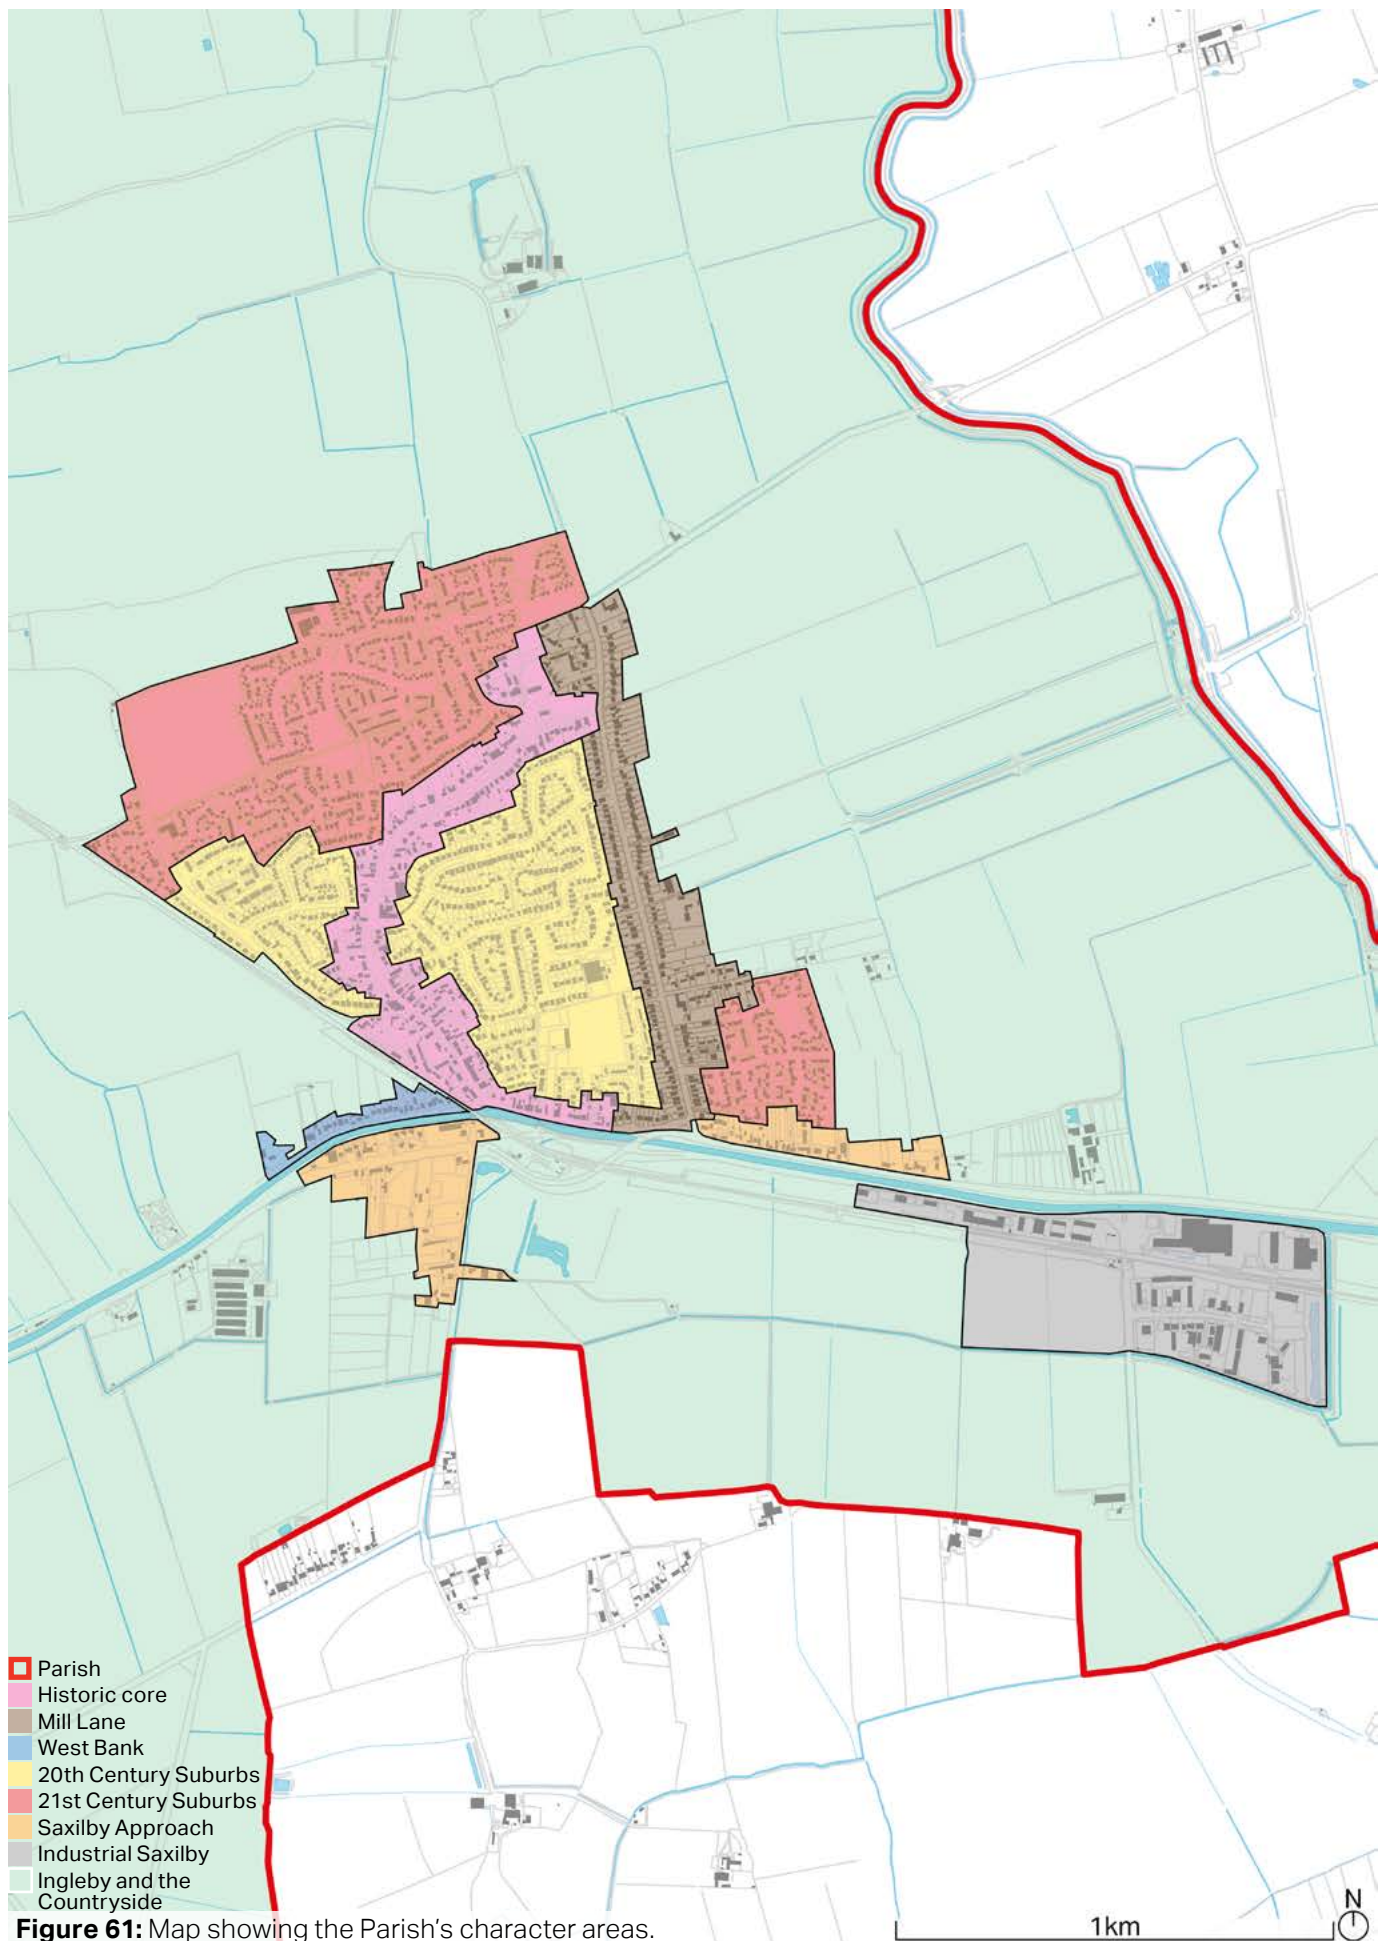 Parish
Historic core
Mill Lane
West Bank
20th Century Suburbs
21st Century Suburbs
Saxilby Approach
Industrial Saxilby
Ingleby and the
Countryside
Figure 61: Map showing the Parish's character areas.
1km
N